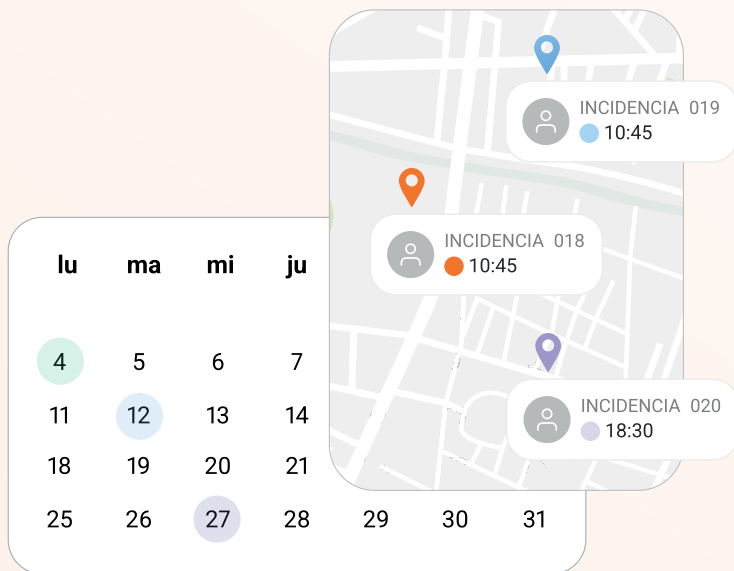 INCIDENCIA 019
10:45
INCIDENCIA 018
10:45
INCIDENCIA 020
18:30
lu ma mi ju
4 5 6 7
11 12 13 14
18 19 20 21
25 26 27 28 29 30 31